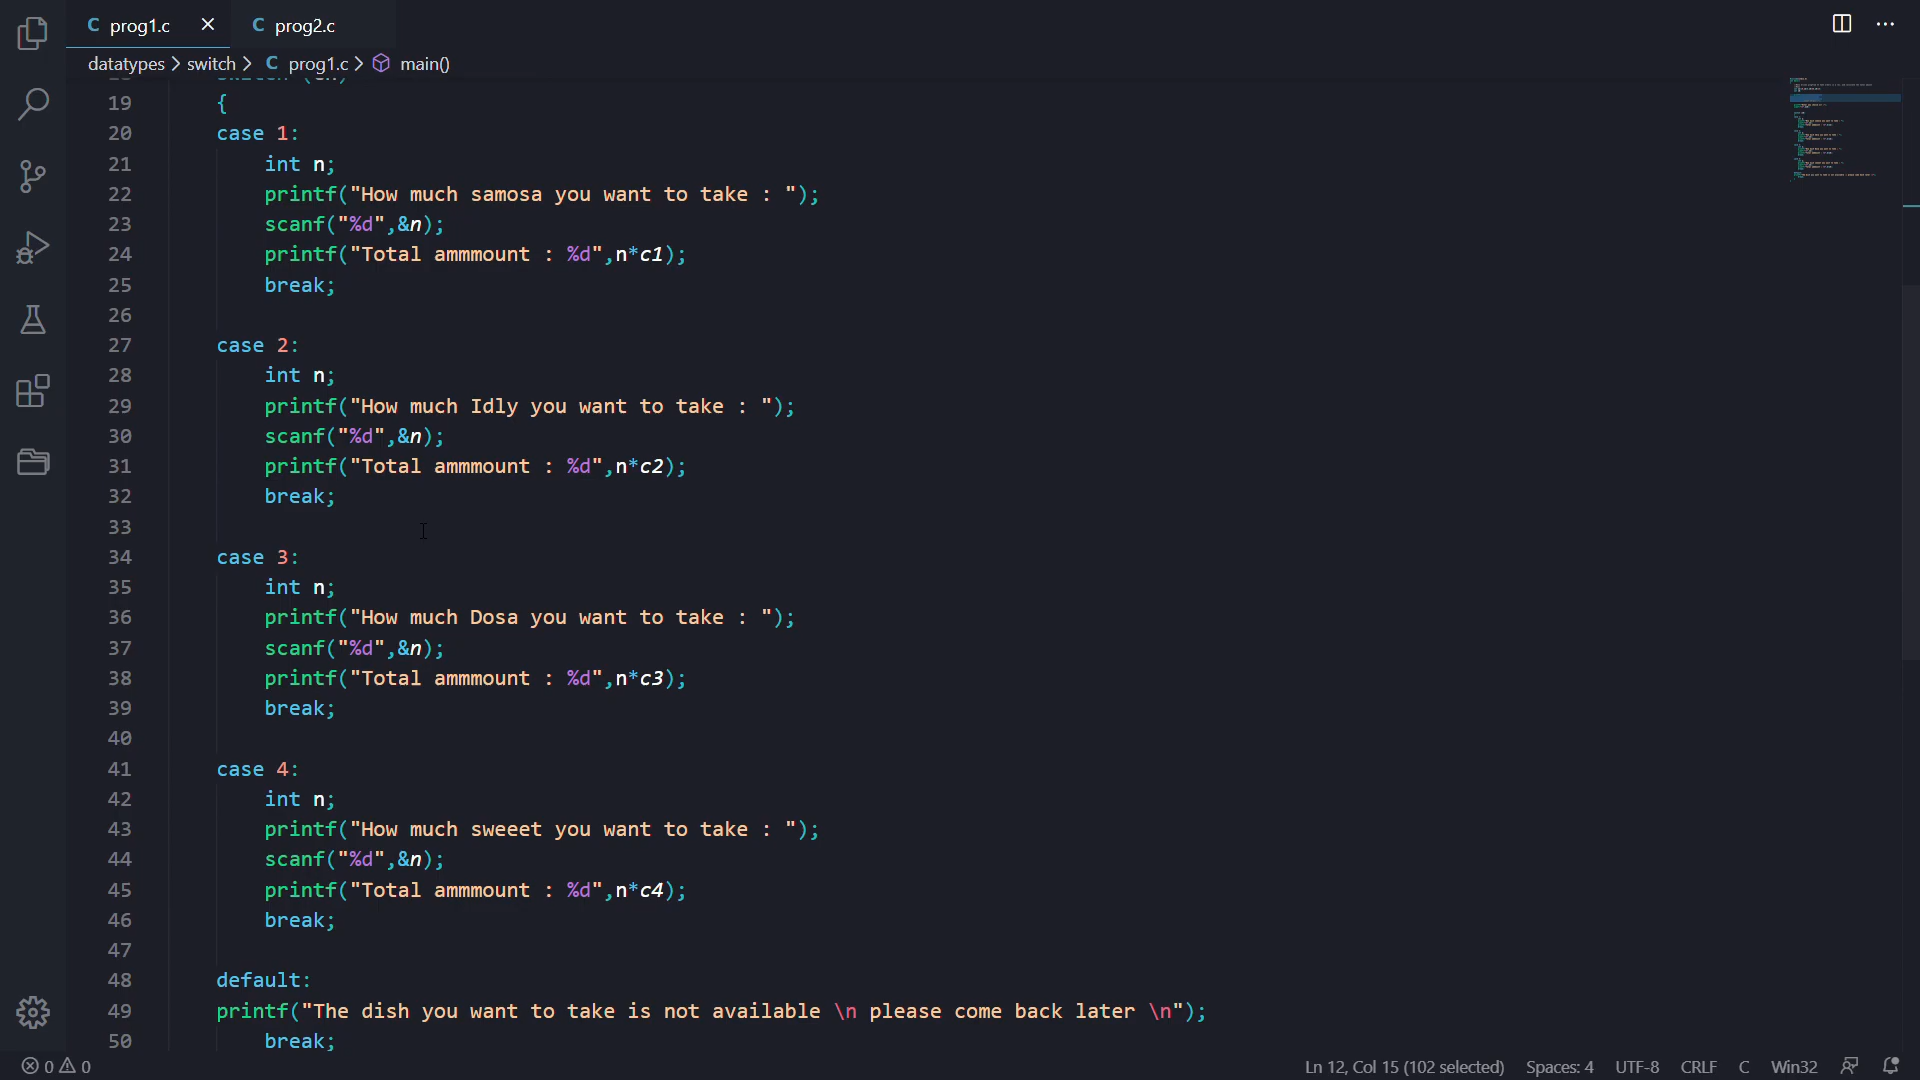 C prog1.c × C prog2.c
datatypes > switch > C prog1.c > main()
19 {
20 case 1:
21 int n;
22 printf("How much samosa you want to take : ");
23 scanf("%d",&n);
24 printf("Total ammmount : %d",n*c1);
25 break;
26
27 case 2:
28 int n;
29 printf("How much Idly you want to take : ");
30 scanf("%d",&n);
31 printf("Total ammmount : %d",n*c2);
32 break;
33
34 case 3:
35 int n;
36 printf("How much Dosa you want to take : ");
37 scanf("%d",&n);
38 printf("Total ammmount : %d",n*c3);
39 break;
40
41 case 4:
42 int n;
43 printf("How much sweeet you want to take : ");
44 scanf("%d",&n);
45 printf("Total ammmount : %d",n*c4);
46 break;
47
48 default:
49 printf("The dish you want to take is not available \n please come back later \n");
50 break;
0 0 Ln 12, Col 15 (102 selected) Spaces: 4 UTF-8 CRLF C Win32